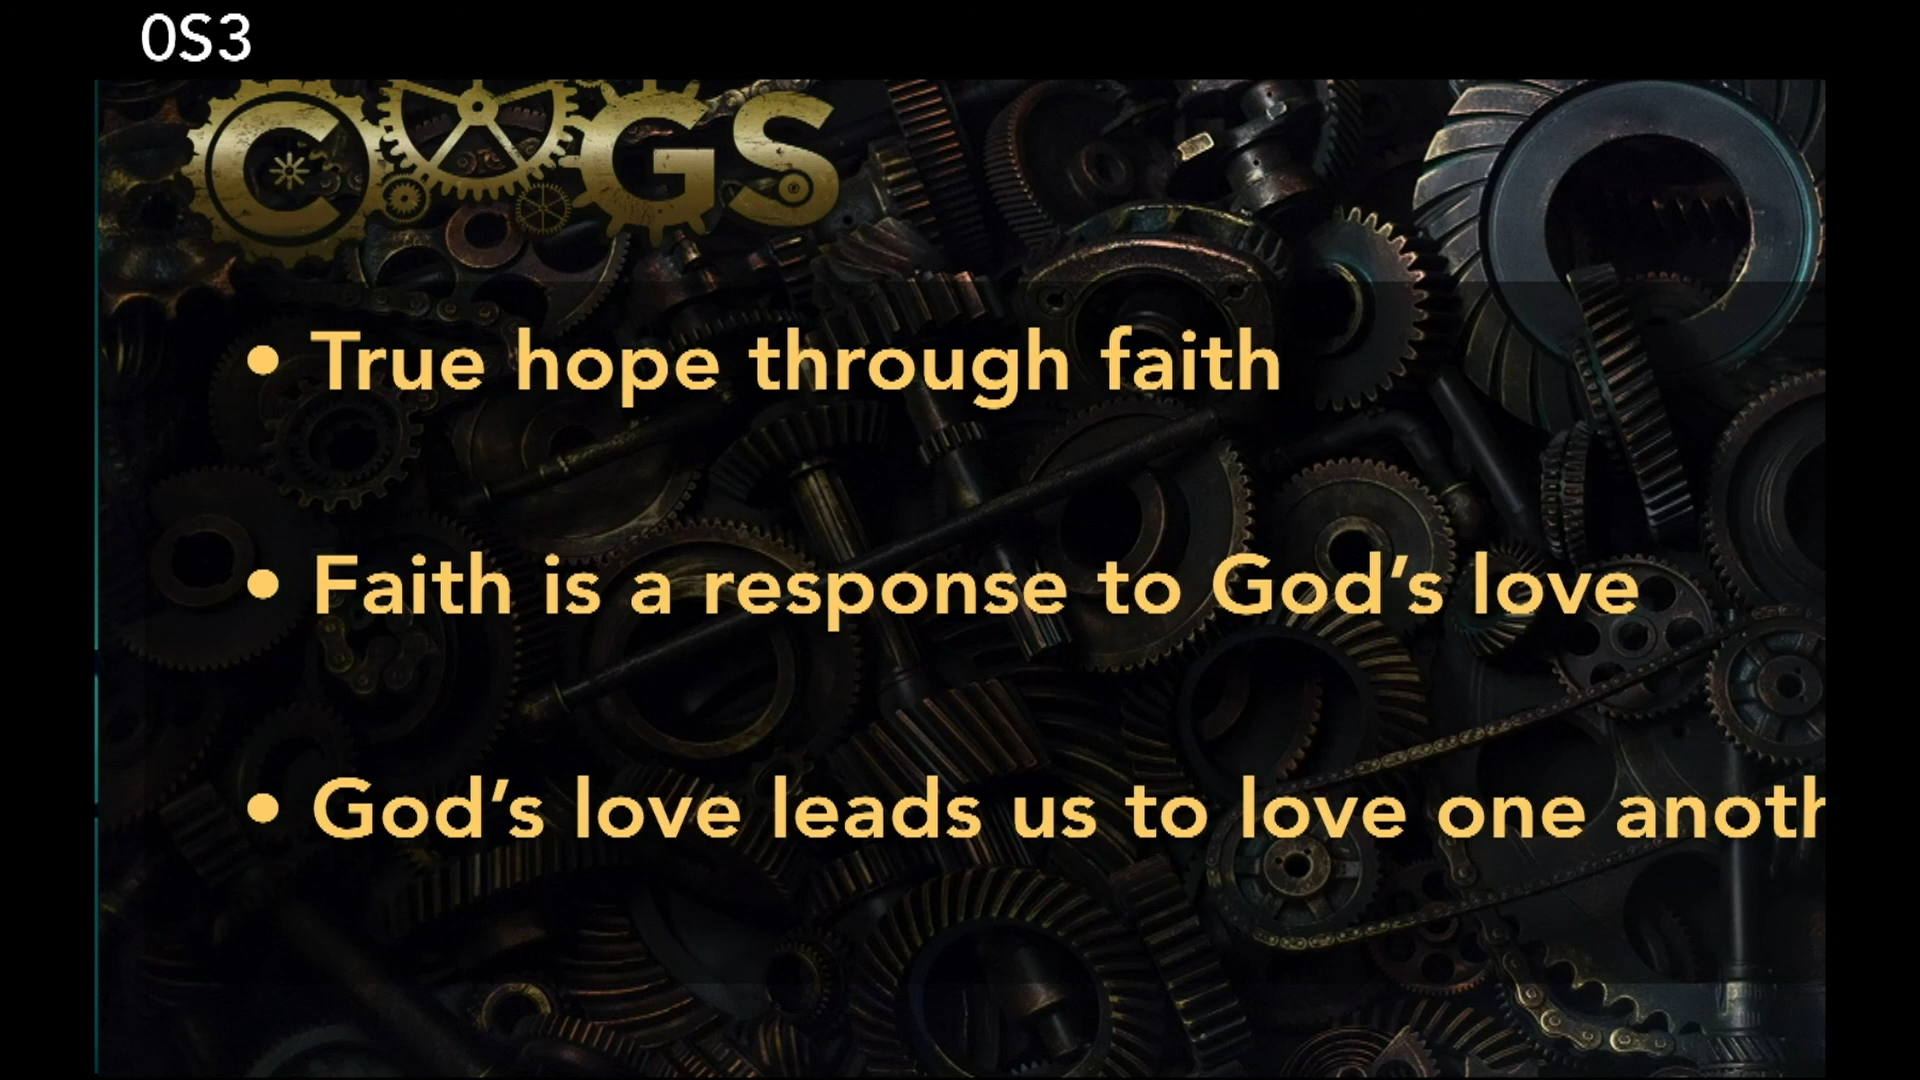 0S3
COGS
• True hope through faith
• Faith is a response to God’s love
• God’s love leads us to love one anoth